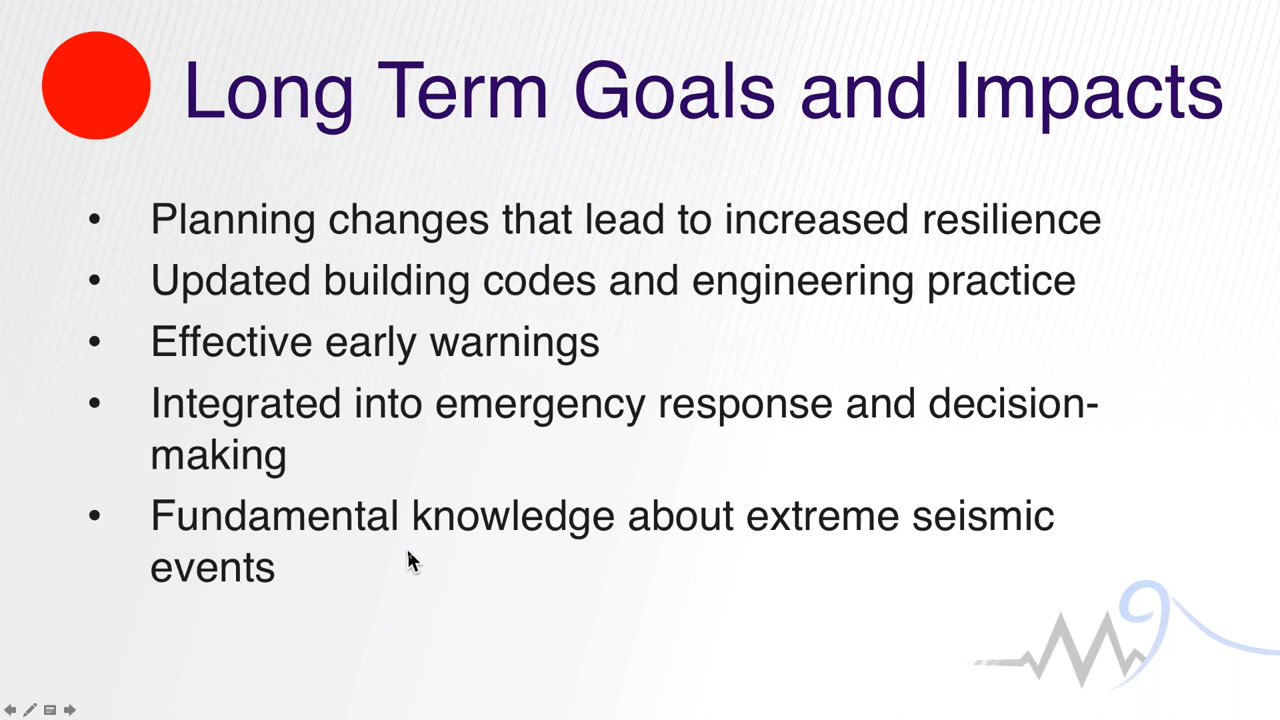 Long Term Goals and Impacts
• Planning changes that lead to increased resilience
• Updated building codes and engineering practice
• Effective early warnings
• Integrated into emergency response and decision-
making
• Fundamental knowledge about extreme seismic
events
M9